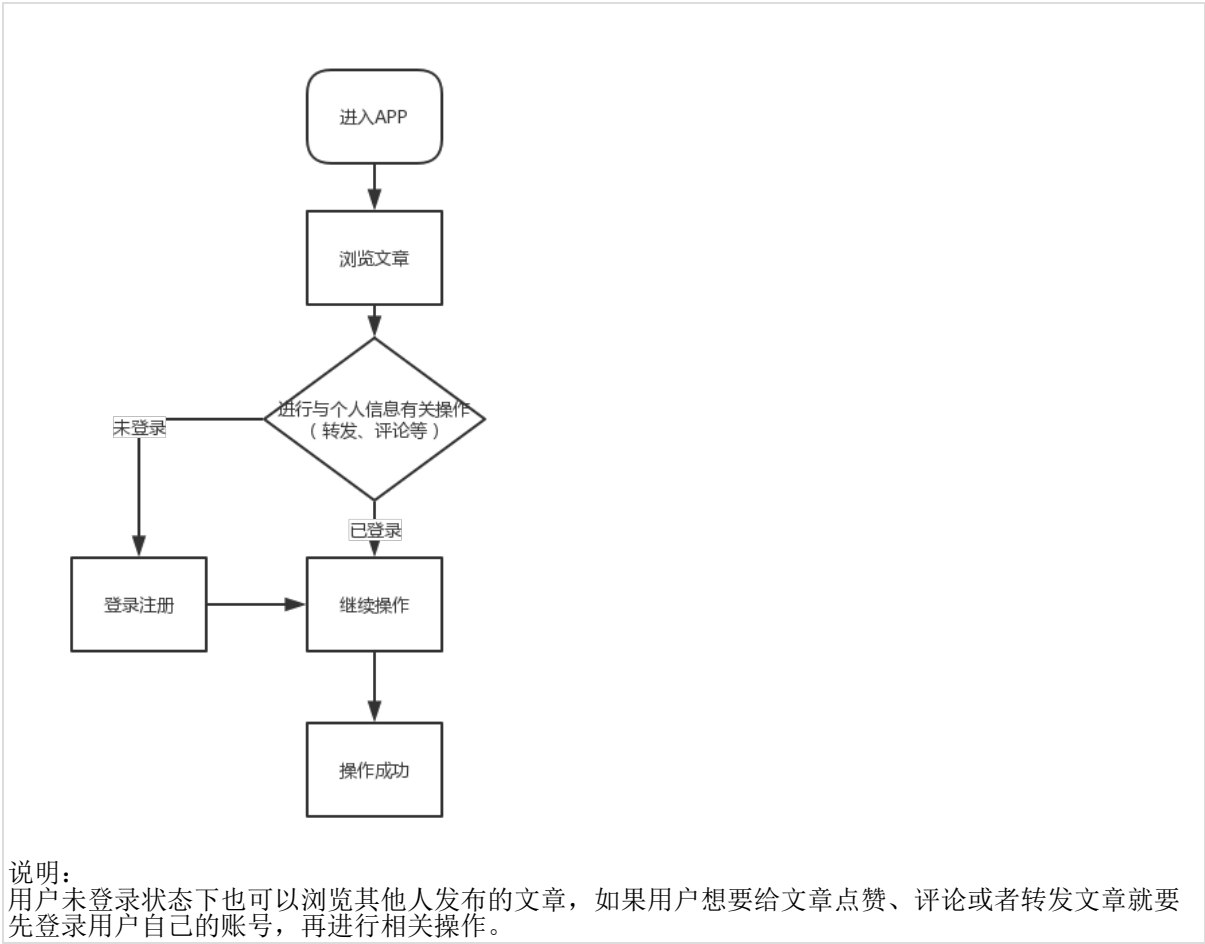 进入APP
浏览文章
进行与个人信息有关操作
（转发、评论等）
未登录
已登录
登录注册
继续操作
操作成功
说明：
用户未登录状态下也可以浏览其他人发布的文章，如果用户想要给文章点赞、评论或者转发文章就要
先登录用户自己的账号，再进行相关操作。